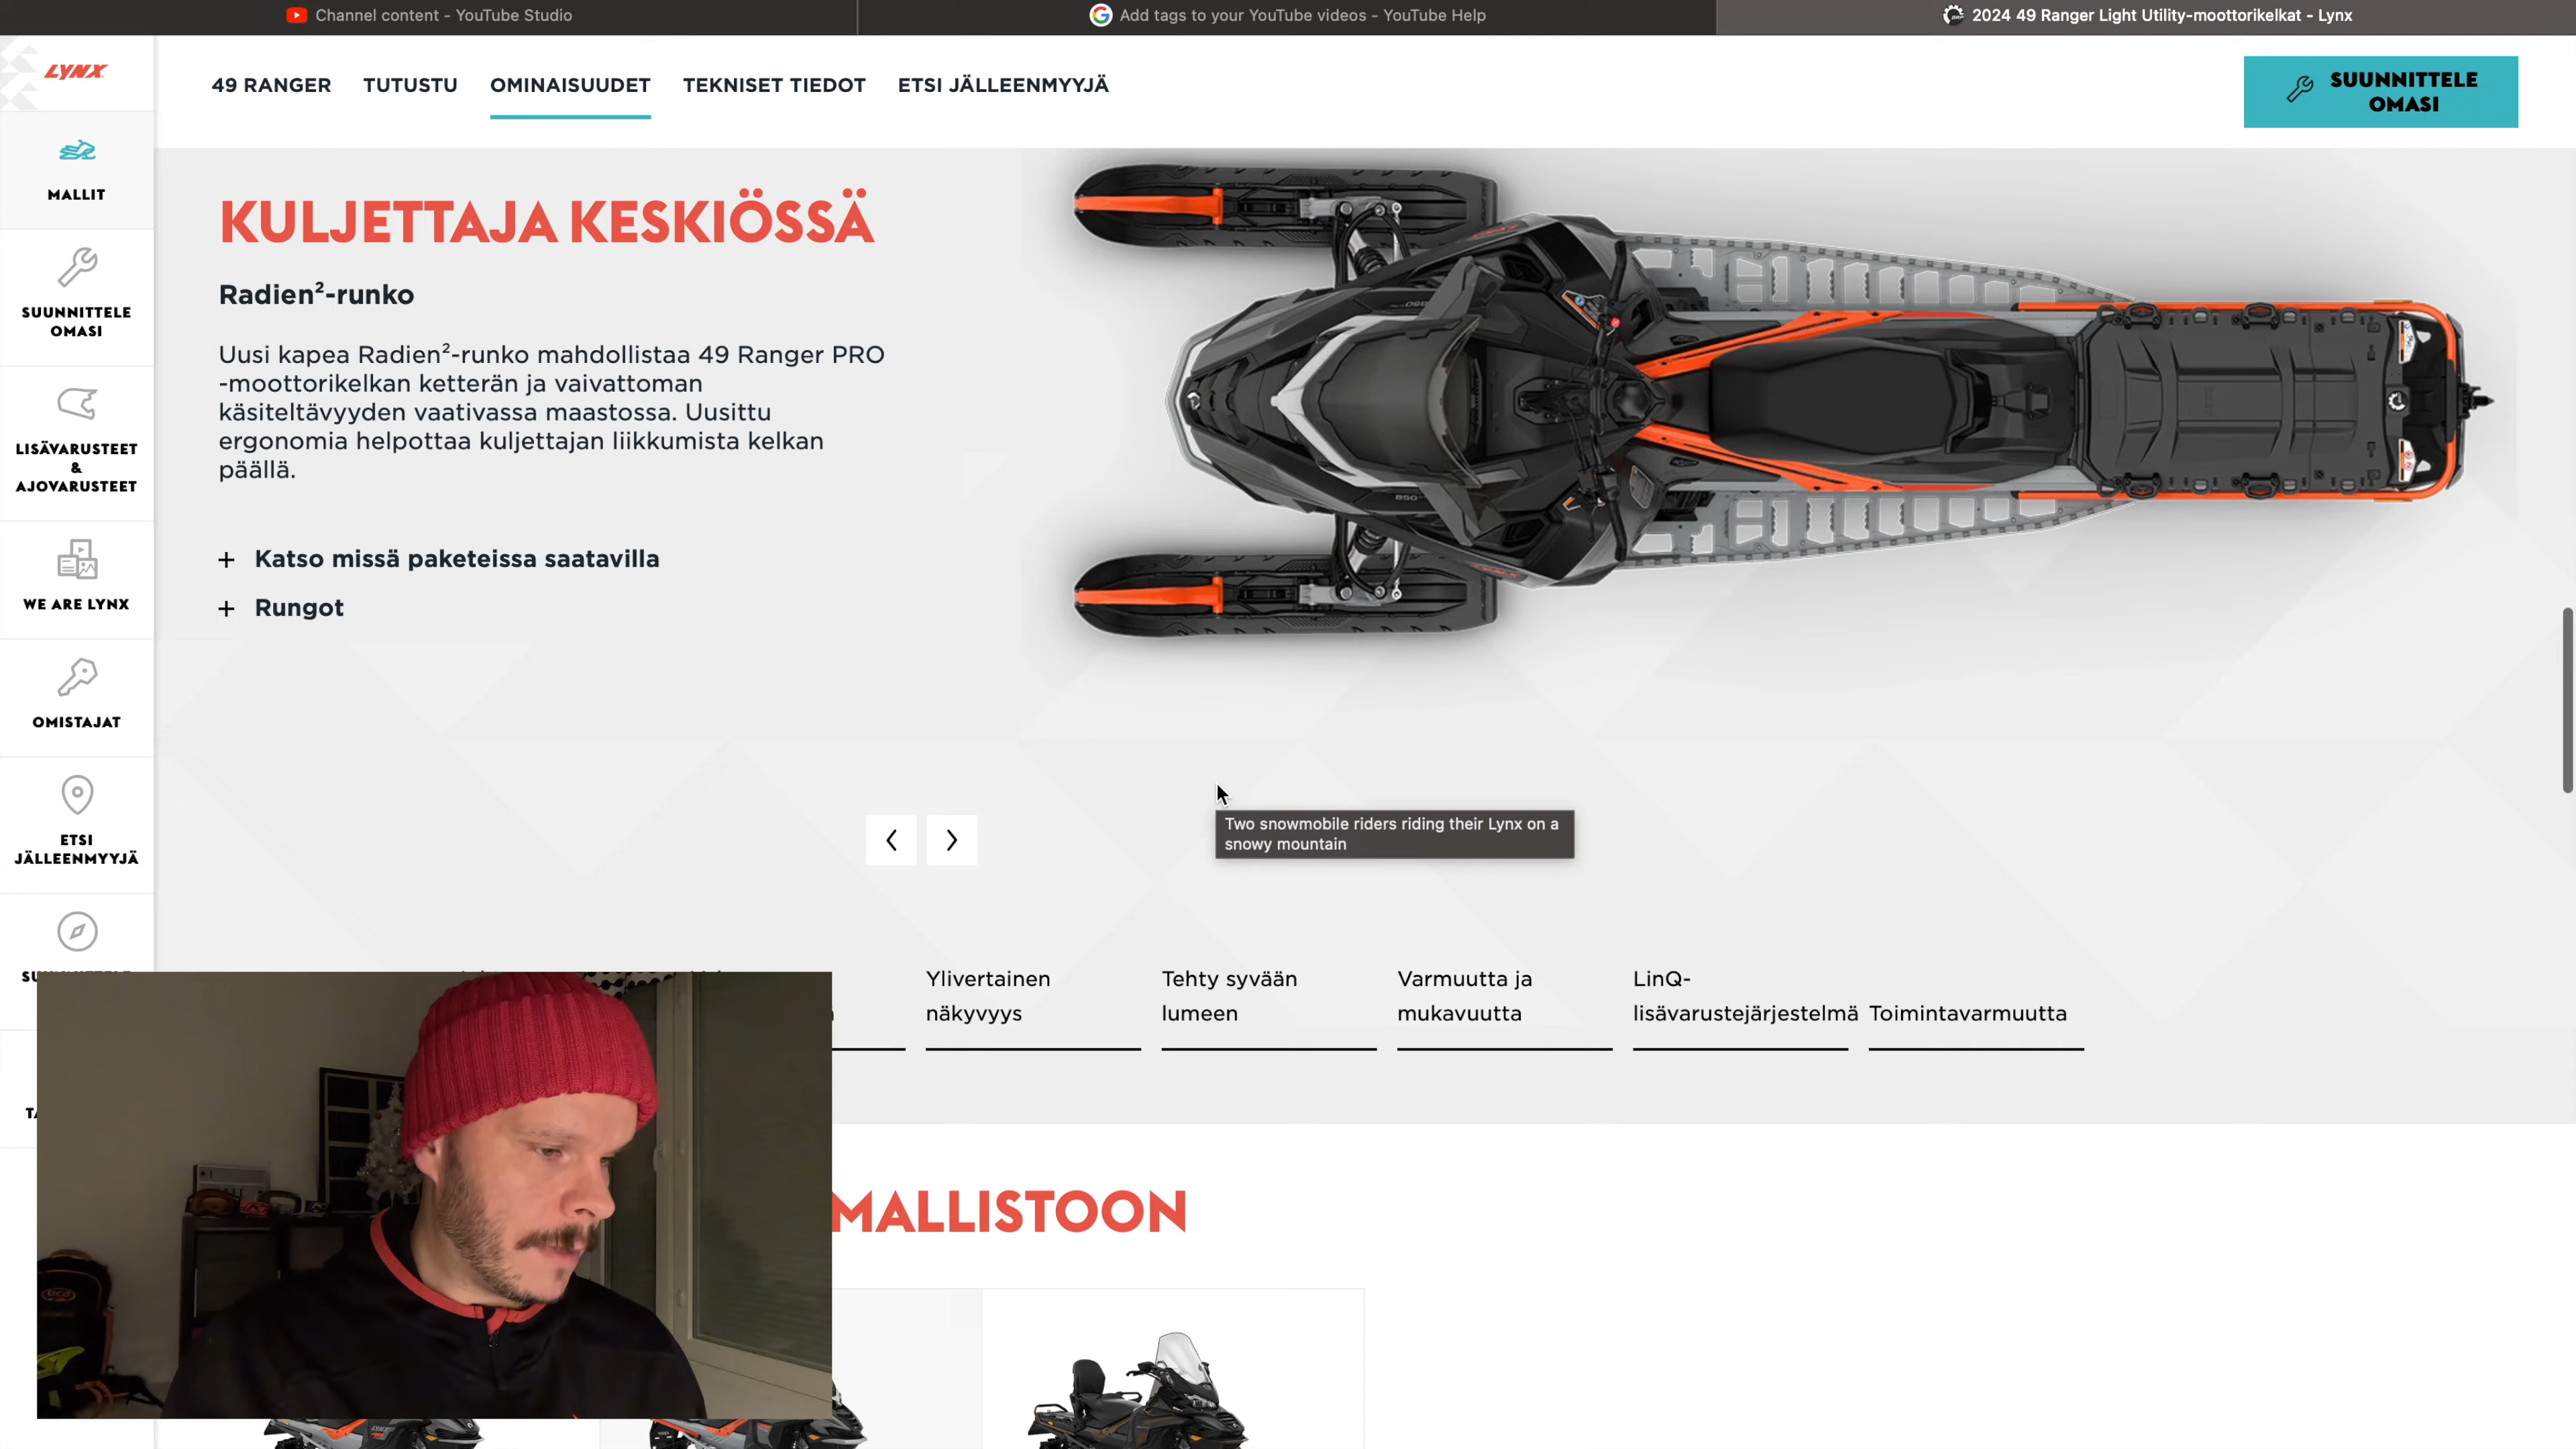 Channel content - YouTube Studio
Add tags to your YouTube videos - YouTube Help
2024 49 Ranger Light Utility-moottorikelkat - Lynx
LYNX
49 RANGER
TUTUSTU
OMINAISUUDET
TEKNISET TIEDOT
ETSI JÄLLEENMYYJÄ
SUUNNITTELE
OMASI
MALLIT
SUUNNITTELE
OMASI
LISÄVARUSTEET
&
AJOVARUSTEET
WE ARE LYNX
OMISTAJAT
ETSI
JÄLLEENMYYJÄ
KULJETTAJA KESKIÖSSÄ
Radien²-runko
Uusi kapea Radien²-runko mahdollistaa 49 Ranger PRO
-moottorikelkan ketterän ja vaivattoman
käsiteltävyyden vaativassa maastossa. Uusittu
ergonomia helpottaa kuljettajan liikkumista kelkan
päällä.
+ Katso missä paketeissa saatavilla
+ Rungot
850
Two snowmobile riders riding their Lynx on a
snowy mountain
Ylivertainen
näkyvyys
Tehty syvään
lumeen
Varmuutta ja
mukavuutta
LinQ-
lisävarustejärjestelmä
Toimintavarmuutta
MALLISTOON
bca